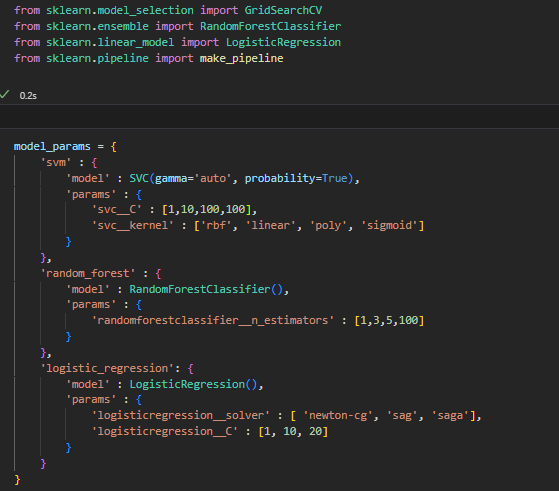 from sklearn.model_selection import GridSearchCV
from sklearn.ensemble import RandomForestClassifier
from sklearn.linear_model import LogisticRegression
from sklearn.pipeline import make_pipeline
0.2s
model_params = {
    'svm' : {
        'model' : SVC(gamma='auto', probability=True),
        'params' : {
            'svc__C' : [1,10,100,100],
            'svc__kernel' : ['rbf', 'linear', 'poly', 'sigmoid']
        }
    },
    'random_forest' : {
        'model' : RandomForestClassifier(),
        'params' : {
            'randomforestclassifier__n_estimators' : [1,3,5,100]
        }
    },
    'logistic_regression': {
        'model' : LogisticRegression(),
        'params' : {
            'logisticregression__solver' : [ 'newton-cg', 'sag', 'saga'],
            'logisticregression__C' : [1, 10, 20]
        }
    }
}